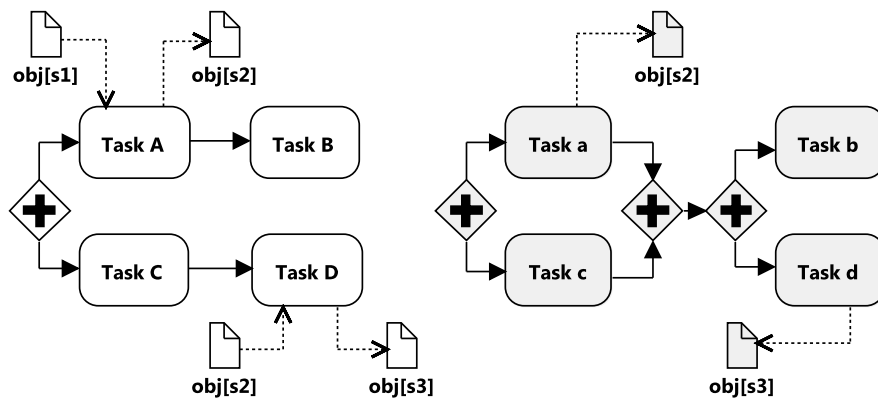 obj[s1]
obj[s2]
obj[s2]
Task A
Task B
Task a
Task b
Task C
Task D
Task c
Task d
obj[s2]
obj[s3]
obj[s3]